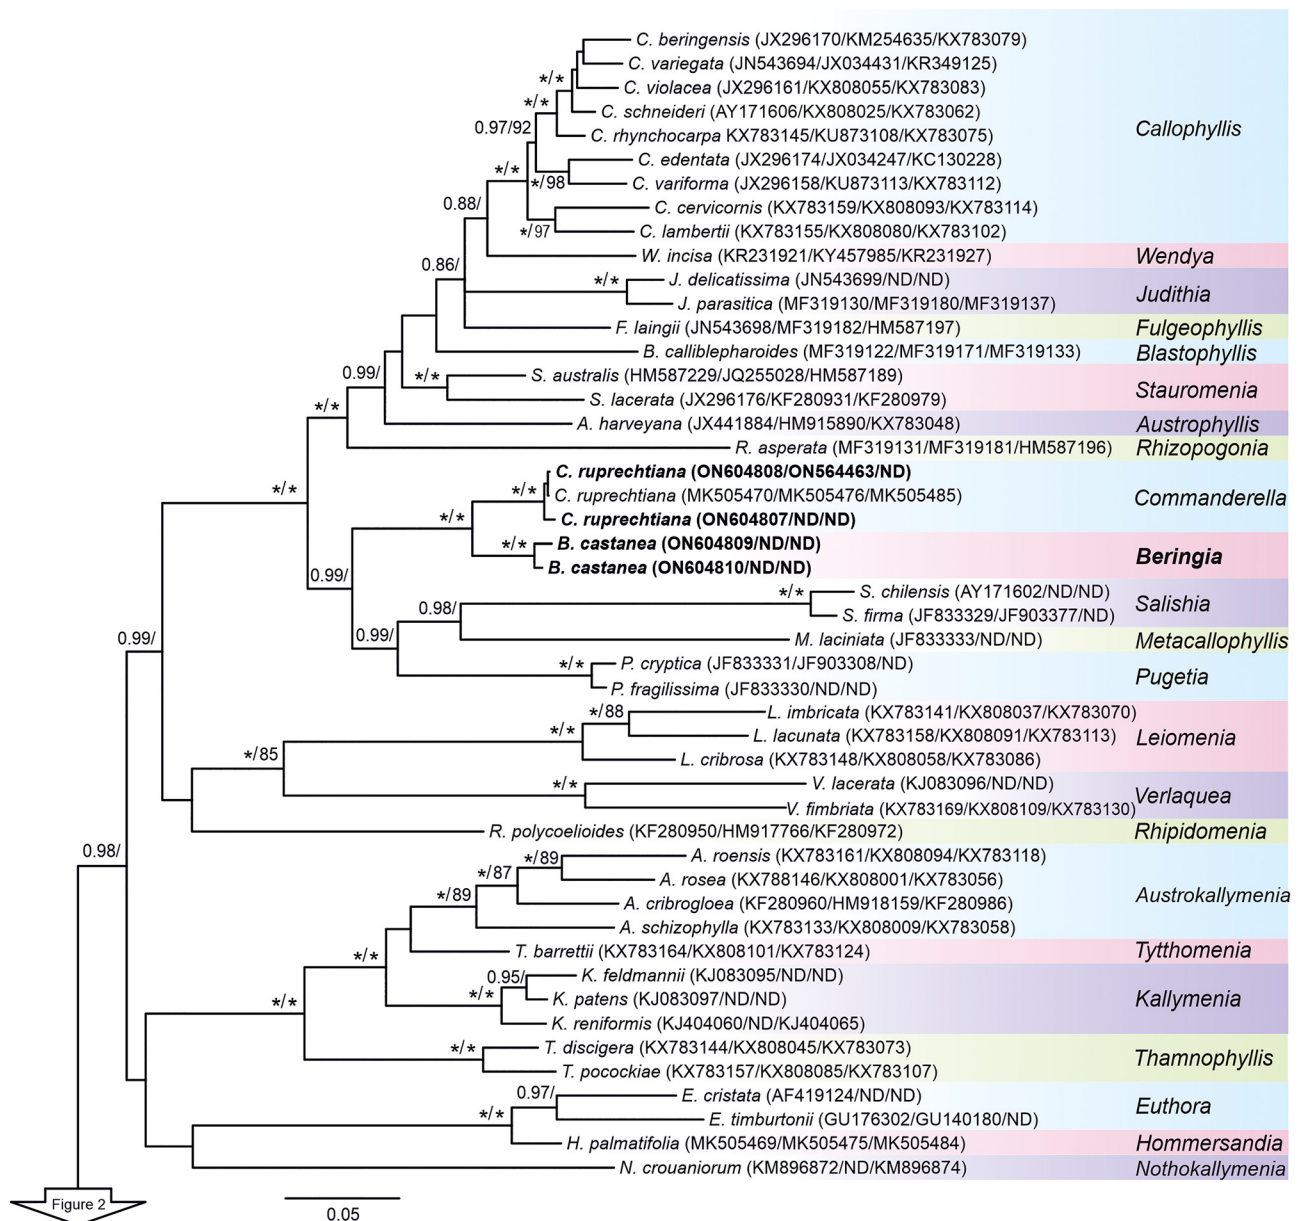 C. beringensis (JX296170/KM254635/KX783079)
C. variegata (JN543694/JX034431/KR349125)
*/*
C. violacea (JX296161/KX808055/KX783083)
*/*
C. schneideri (AY171606/KX808025/KX783062)
0.97/92
Callophyllis
C. rhynchocarpa KX783145/KU873108/KX783075)
C. edentata (JX296174/JX034247/KC130228)
*/*
*/98
C. variforma (JX296158/KU873113/KX783112)
0.88/
C. cervicornis (KX783159/KX808093/KX783114)
*/97
C. lambertii (KX783155/KX808080/KX783102)
W. incisa (KR231921/KY457985/KR231927)
Wendya
0.86/
*/*
J. delicatissima (JN543699/ND/ND)
Judithia
J. parasitica (MF319130/MF319180/MF319137)
F. laingii (JN543698/MF319182/HM587197)
Fulgeophyllis
B. calliblepharoides (MF319122/MF319171/MF319133)
Blastophyllis
0.99/
*/*
S. australis (HM587229/JQ255028/HM587189)
Stauromenia
S. lacerata (JX296176/KF280931/KF280979)
*/*
A. harveyana (JX441884/HM915890/KX783048)
Austrophyllis
R. asperata (MF319131/MF319181/HM587196)
Rhizopogonia
C. ruprechtiana (ON604808/ON564463/ND)
*/*
*/*
C. ruprechtiana (MK505470/MK505476/MK505485)
Commanderella
*/*
C. ruprechtiana (ON604807/ND/ND)
*/*
B. castanea (ON604809/ND/ND)
Beringia
B. castanea (ON604810/ND/ND)
0.99/
*/*
S. chilensis (AY171602/ND/ND)
Salishia
0.98/
S. firma (JF833329/JF903377/ND)
0.99/
0.99/
M. laciniata (JF833333/ND/ND)
Metacallophyllis
*/*
P. cryptica (JF833331/JF903308/ND)
Pugetia
P. fragilissima (JF833330/ND/ND)
*/88
L. imbricata (KX783141/KX808037/KX783070)
*/*
L. lacunata (KX783158/KX808091/KX783113)
Leiomenia
*/85
L. cribrosa (KX783148/KX808058/KX783086)
*/*
V. lacerata (KJ083096/ND/ND)
Verlaquea
V. fimbriata (KX783169/KX808109/KX783130)
R. polycoelioides (KF280950/HM917766/KF280972)
Rhipidomenia
0.98/
*/89
A. roensis (KX783161/KX808094/KX783118)
*/87
A. rosea (KX788146/KX808001/KX783056)
*/89
Austrokallymenia
A. cribrogloea (KF280960/HM918159/KF280986)
A. schizophylla (KX783133/KX808009/KX783058)
*/*
T. barrettii (KX783164/KX808101/KX783124)
Tytthomenia
0.95/
K. feldmannii (KJ083095/ND/ND)
*/*
*/*
K. patens (KJ083097/ND/ND)
Kallymenia
K. reniformis (KJ404060/ND/KJ404065)
*/*
T. discigera (KX783144/KX808045/KX783073)
Thamnophyllis
T. pocockiae (KX783157/KX808085/KX783107)
0.97/
E. cristata (AF419124/ND/ND)
Euthora
*/*
E. timburtonii (GU176302/GU140180/ND)
H. palmatifolia (MK505469/MK505475/MK505484)
Hommersandia
N. crouaniorum (KM896872/ND/KM896874)
Nothokallymenia
Figure 2
0.05